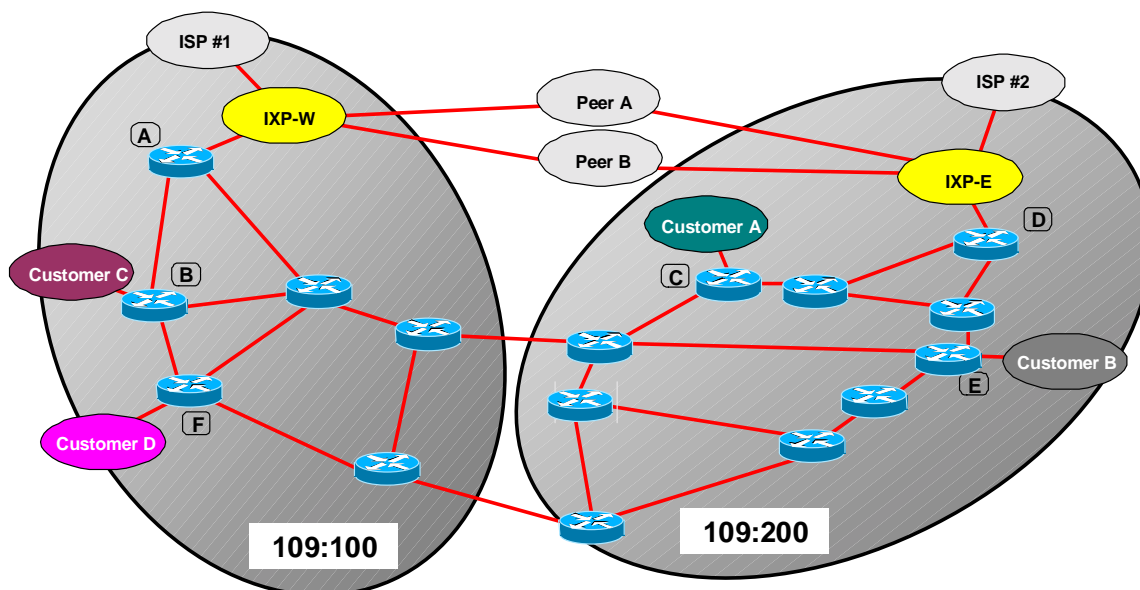 ISP #1
ISP #2
Peer A
IXP-W
A
Peer B
IXP-E
Customer A
D
Customer C
B
C
Customer B
E
F
Customer D
109:100
109:200